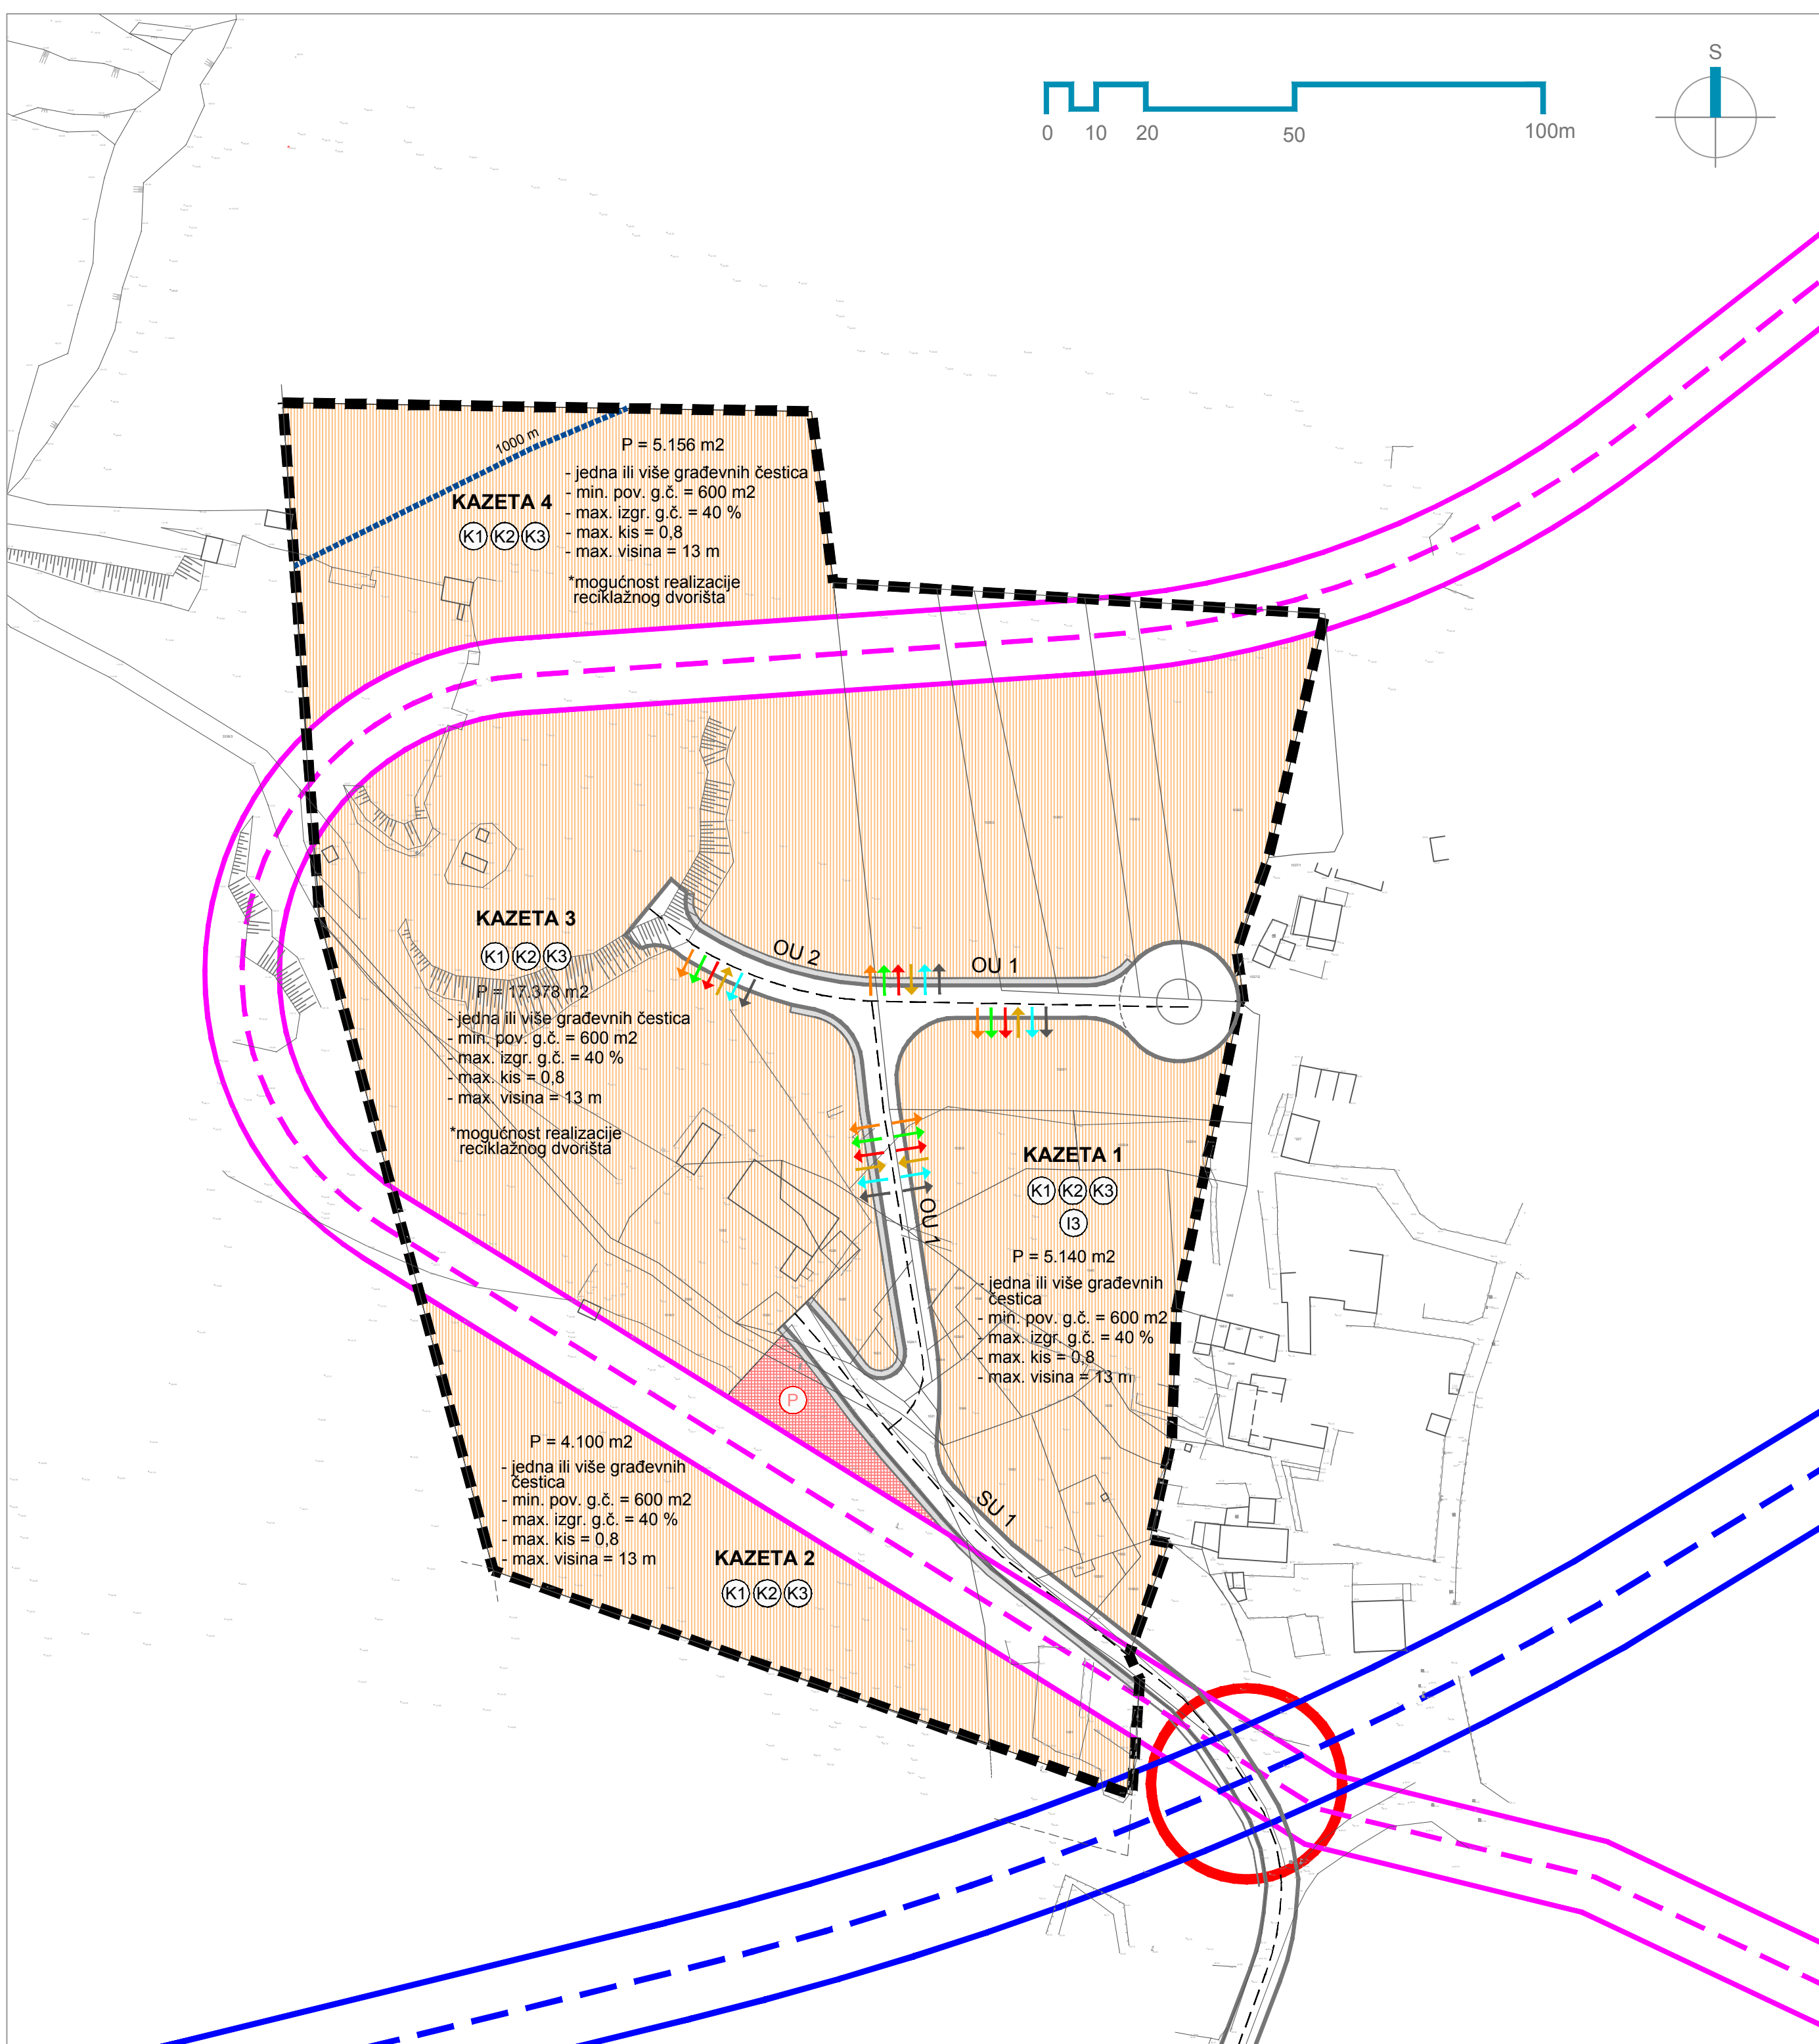 S
0 10 20 50 100m
1000 m
P = 5.156 m2
- jedna ili više građevnih čestica
- min. pov. g.č. = 600 m2
- max. izgr. g.č. = 40 %
- max. kis = 0,8
- max. visina = 13 m
*mogućnost realizacije
reciklažnog dvorišta
KAZETA 4
K1 K2 K3
KAZETA 3
K1 K2 K3
P = 17.378 m2
- jedna ili više građevnih čestica
- min. pov. g.č. = 600 m2
- max. izgr. g.č. = 40 %
- max. kis = 0,8
- max. visina = 13 m
*mogućnost realizacije
reciklažnog dvorišta
OU 2
OU 1
OU 1
KAZETA 1
K1 K2 K3
I3
P = 5.140 m2
- jedna ili više građevnih
čestica
- min. pov. g.č. = 600 m2
- max. izgr. g.č. = 40 %
- max. kis = 0,8
- max. visina = 13 m
P
SU 1
P = 4.100 m2
- jedna ili više građevnih
čestica
- min. pov. g.č. = 600 m2
- max. izgr. g.č. = 40 %
- max. kis = 0,8
- max. visina = 13 m
KAZETA 2
K1 K2 K3